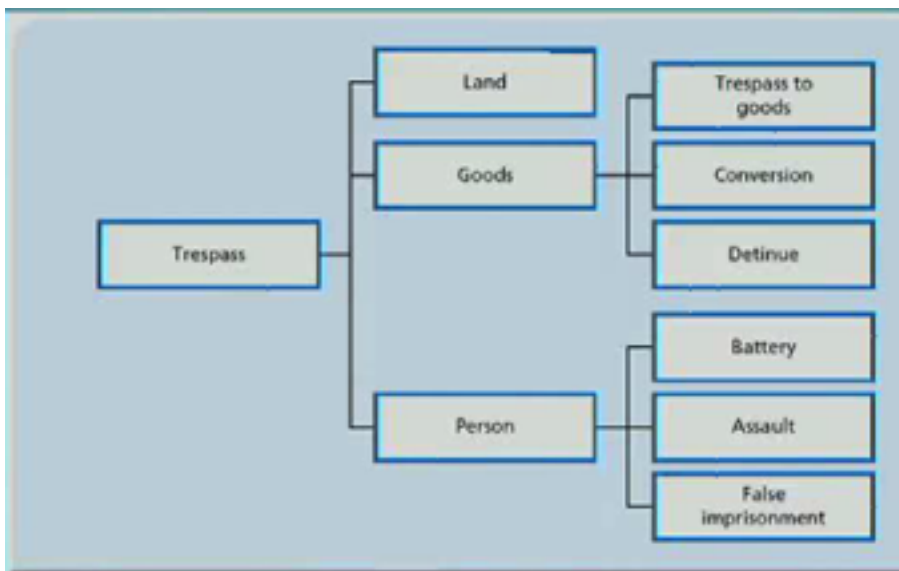 Land
Trespass to
goods
Goods
Conversion
Trespass
Detinue
Battery
Person
Assault
False
imprisonment